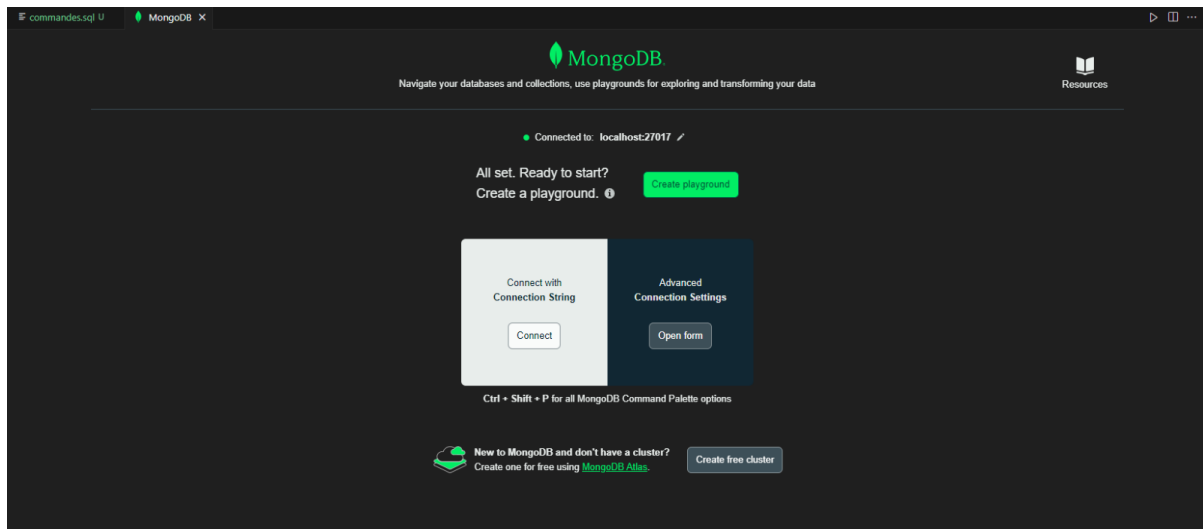 commandes.sql U
MongoDB
MongoDB.
Navigate your databases and collections, use playgrounds for exploring and transforming your data
Resources
Connected to: localhost:27017
All set. Ready to start?
Create a playground.
Create playground
Connect with
Connection String
Connect
Advanced
Connection Settings
Open form
Ctrl + Shift + P for all MongoDB Command Palette options
New to MongoDB and don't have a cluster?
Create one for free using MongoDB Atlas.
Create free cluster